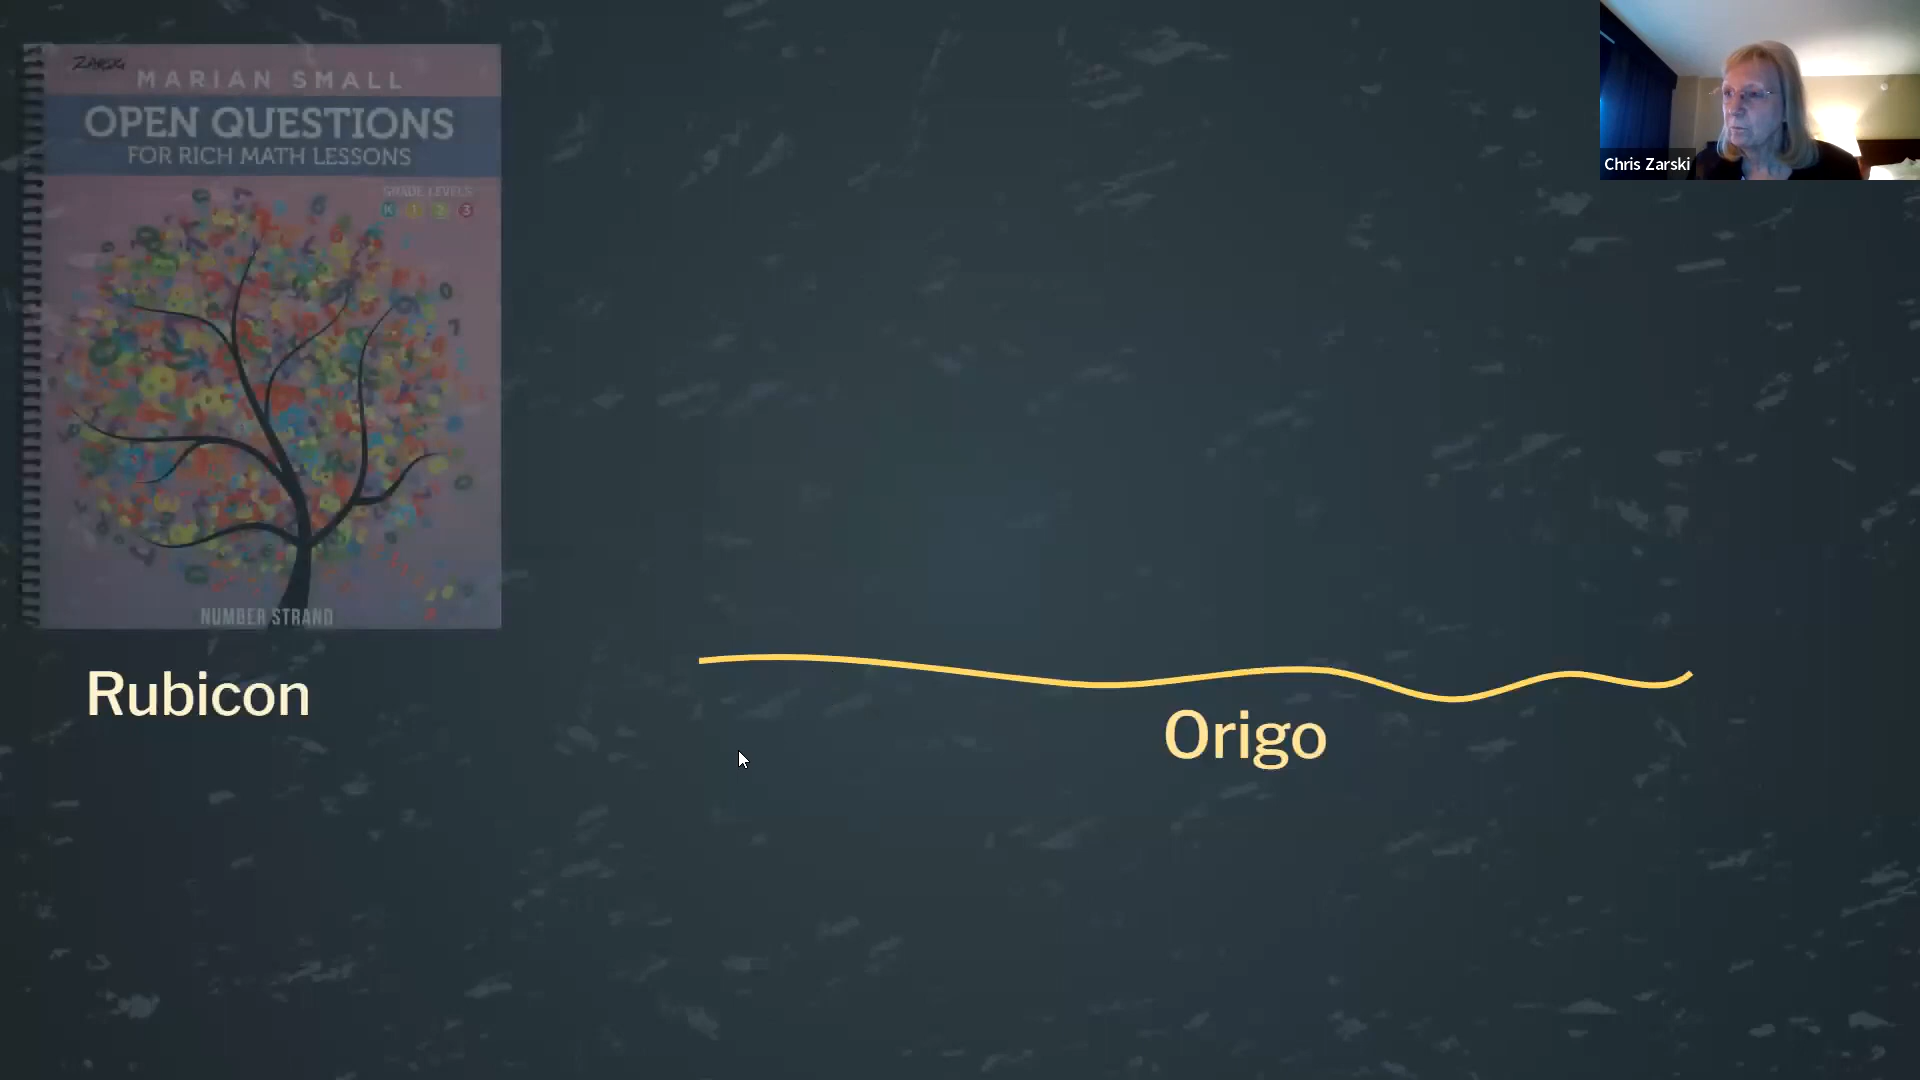 ZARSKI
MARIAN SMALL
OPEN QUESTIONS
FOR RICH MATH LESSONS
GRADE LEVELS
K 1 2 3
NUMBER STRAND
Rubicon
Origo
Chris Zarski